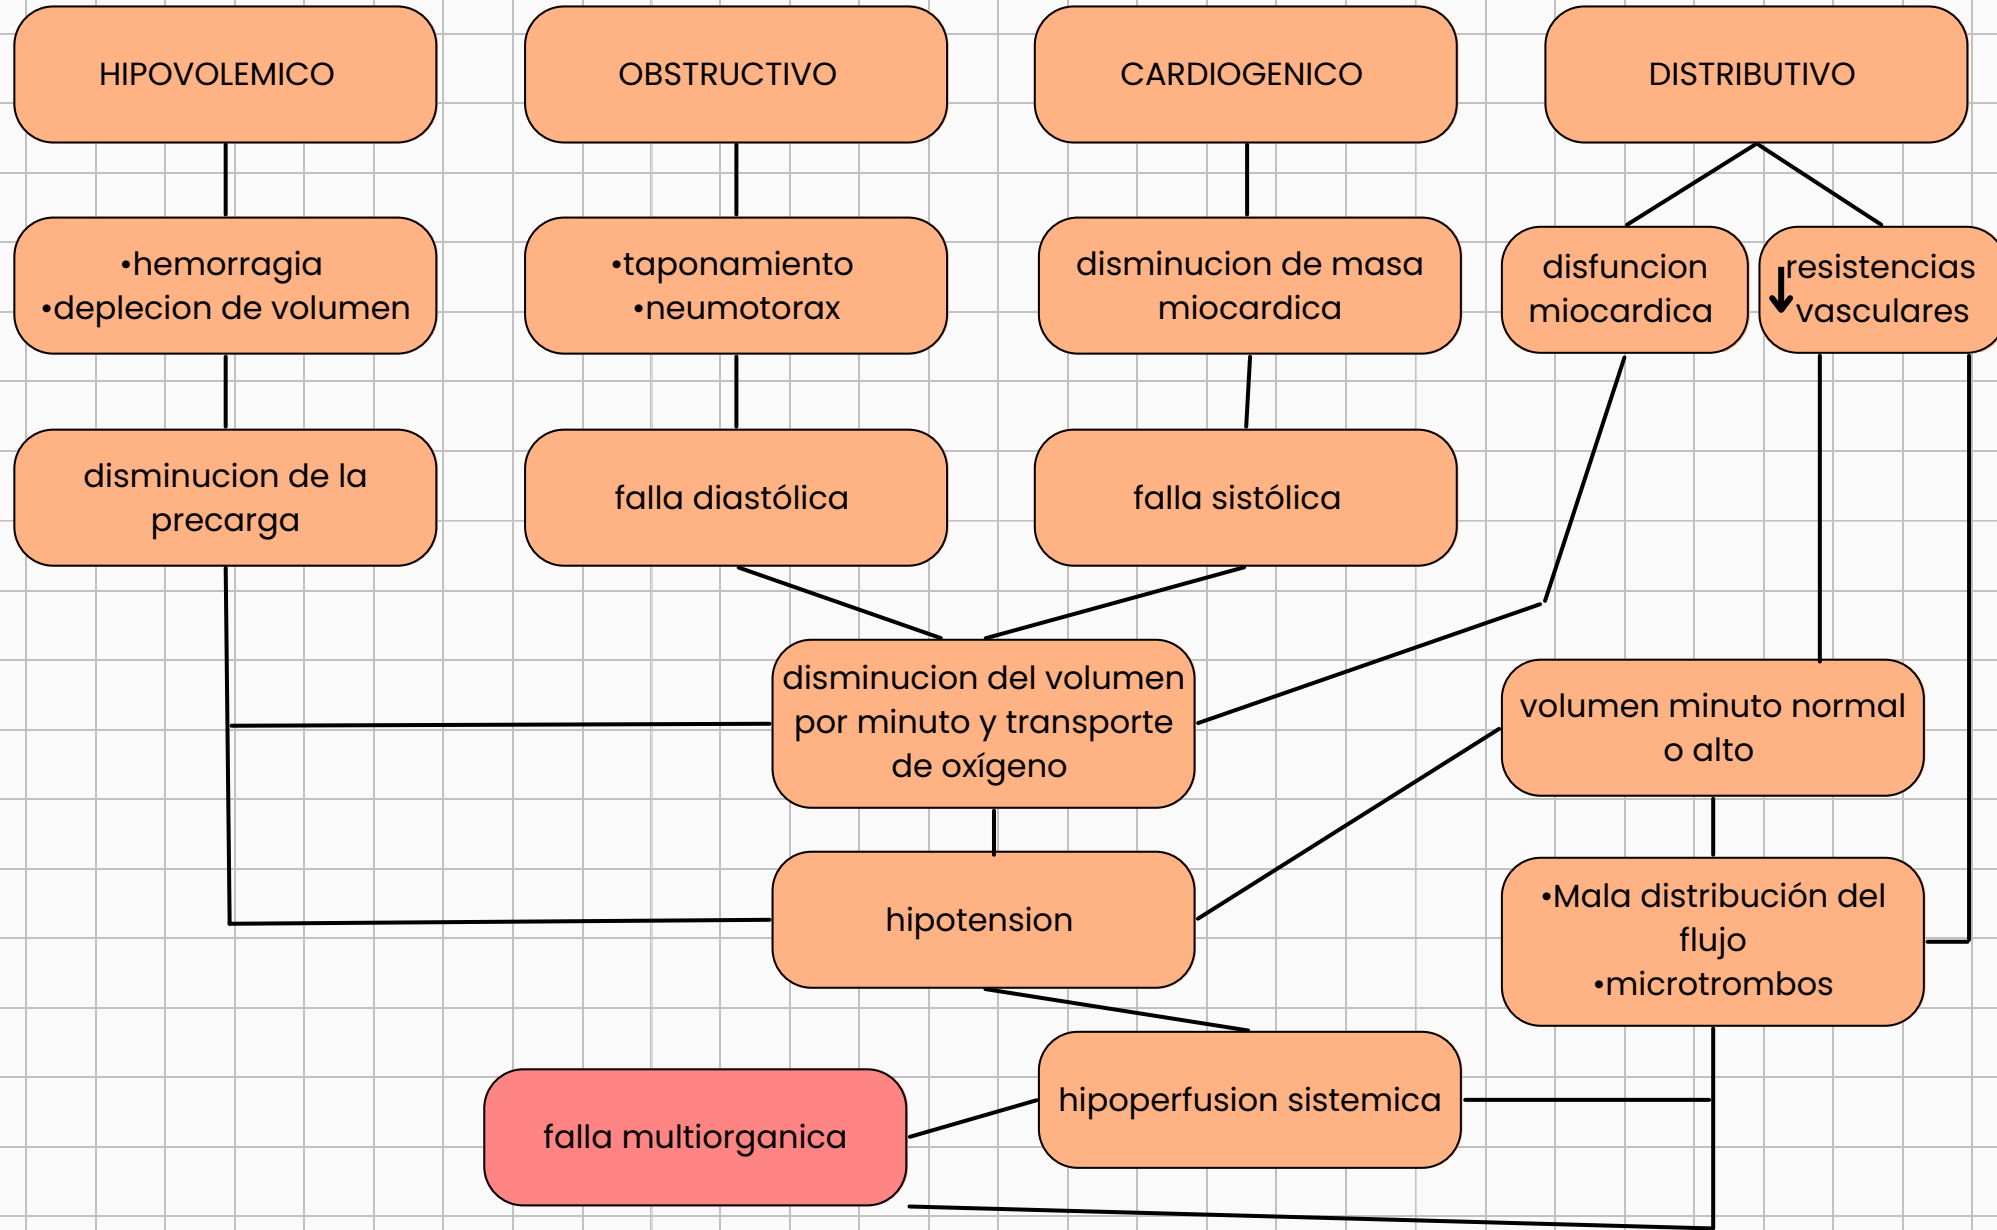 HIPOVOLEMICO
OBSTRUCTIVO
CARDIOGENICO
DISTRIBUTIVO
•hemorragia
•deplecion de volumen
•taponamiento
•neumotorax
disminucion de masa
miocardica
disfuncion
miocardica
resistencias
vasculares
disminucion de la
precarga
falla diastólica
falla sistólica
disminucion del volumen
por minuto y transporte
de oxígeno
volumen minuto normal
o alto
hipotension
•Mala distribución del
flujo
•microtrombos
hipoperfusion sistemica
falla multiorganica